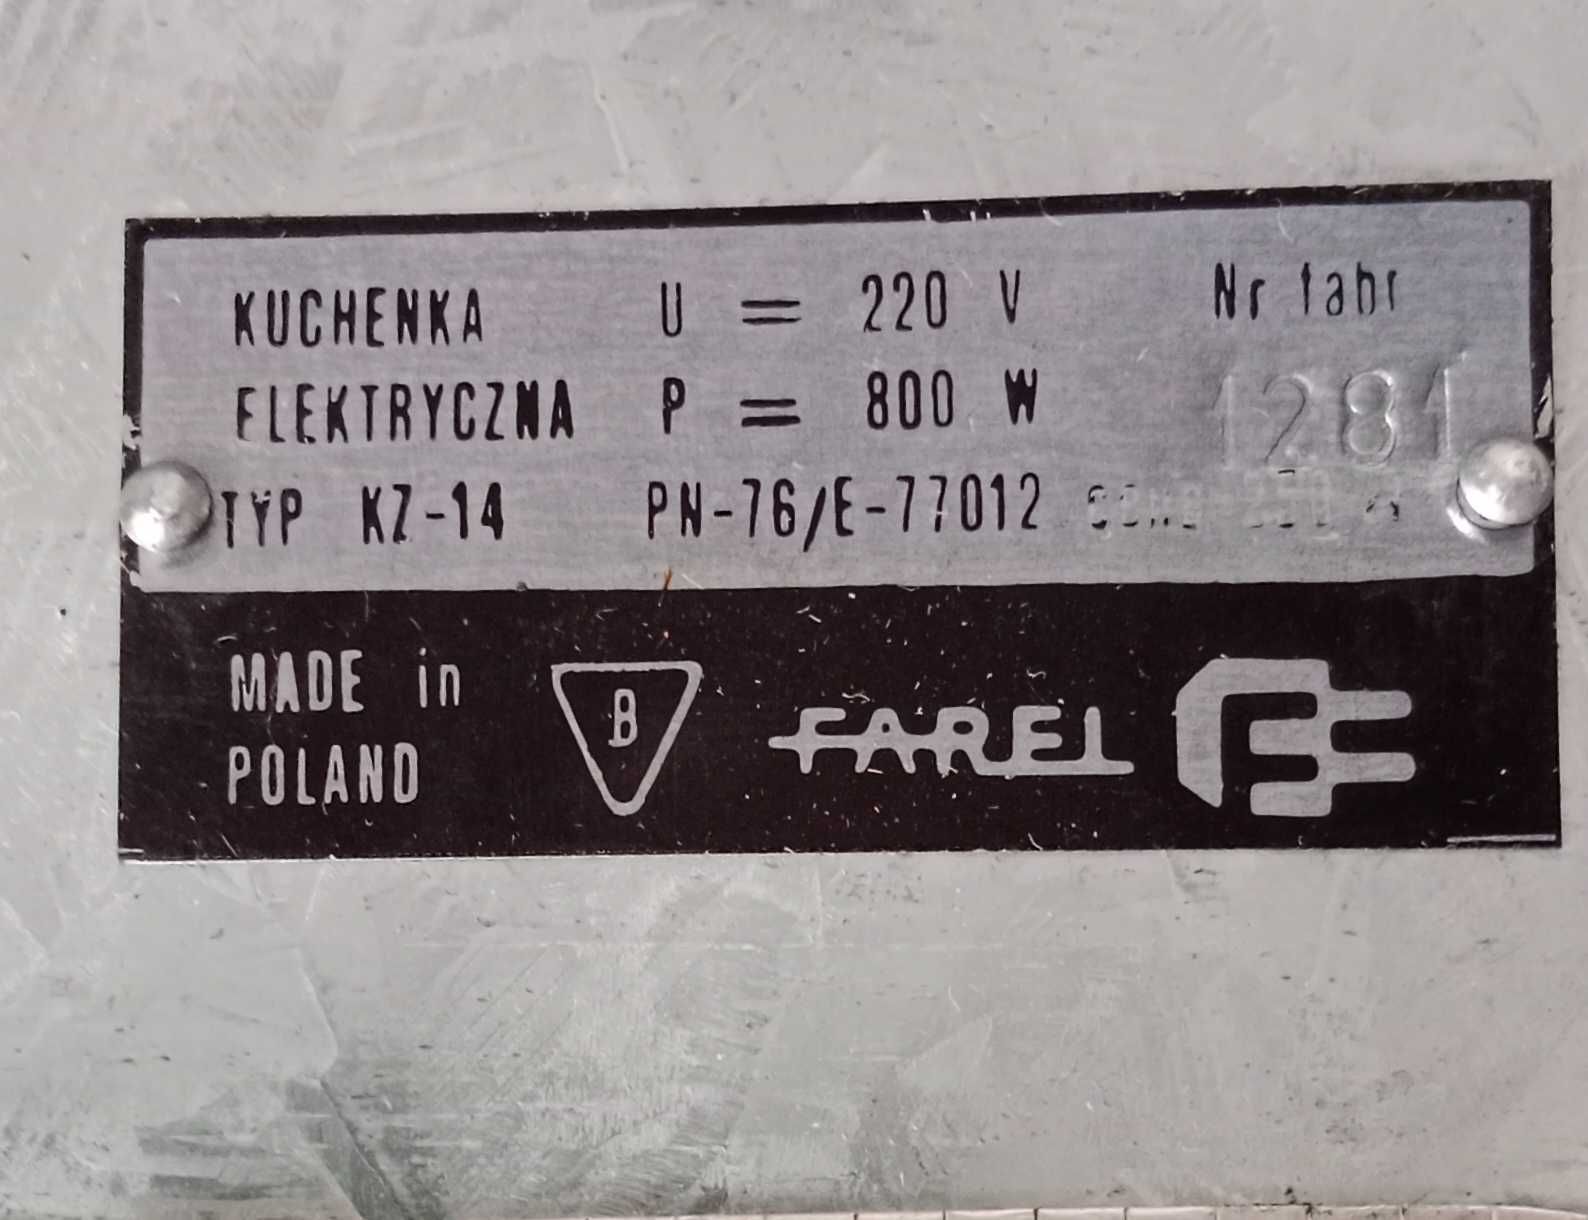 KUCHENKA U = 220 V Nr fabr
ELEKTRYCZNA P = 800 W 1281
TYP KZ-14 PN-76/E-77012
MADE in
POLAND
B
FAREL